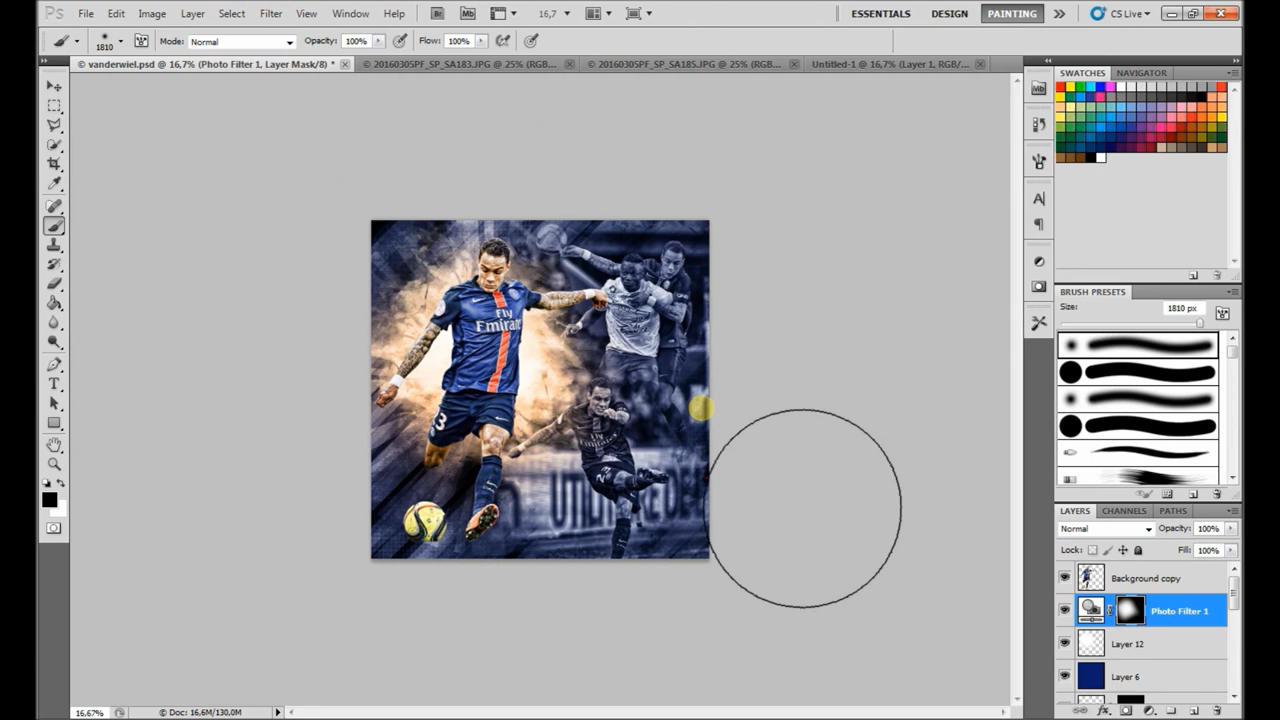 Ps File Edit Image Layer Select Filter View Window Help Br Mb 16,7 ESSENTIALS DESIGN PAINTING CS Live
1810 Mode: Normal Opacity: 100% Flow: 100%
vanderwiel.psd @ 16,7% (Photo Filter 1, Layer Mask/8) * 20160305PF_SP_SA183.JPG @ 25% (RGB... 20160305PF_SP_SA185.JPG @ 25% (RGB... Untitled-1 @ 16,7% (Layer 1, RGB/...
SWATCHES NAVIGATOR
Mb
BRUSH PRESETS
Size: 1810 px
Fly
Emirates
LAYERS CHANNELS PATHS
Normal Opacity: 100%
Lock: Fill: 100%
Background copy
Photo Filter 1
Layer 12
Layer 6
16.67% Doc: 16,6M/130,0M